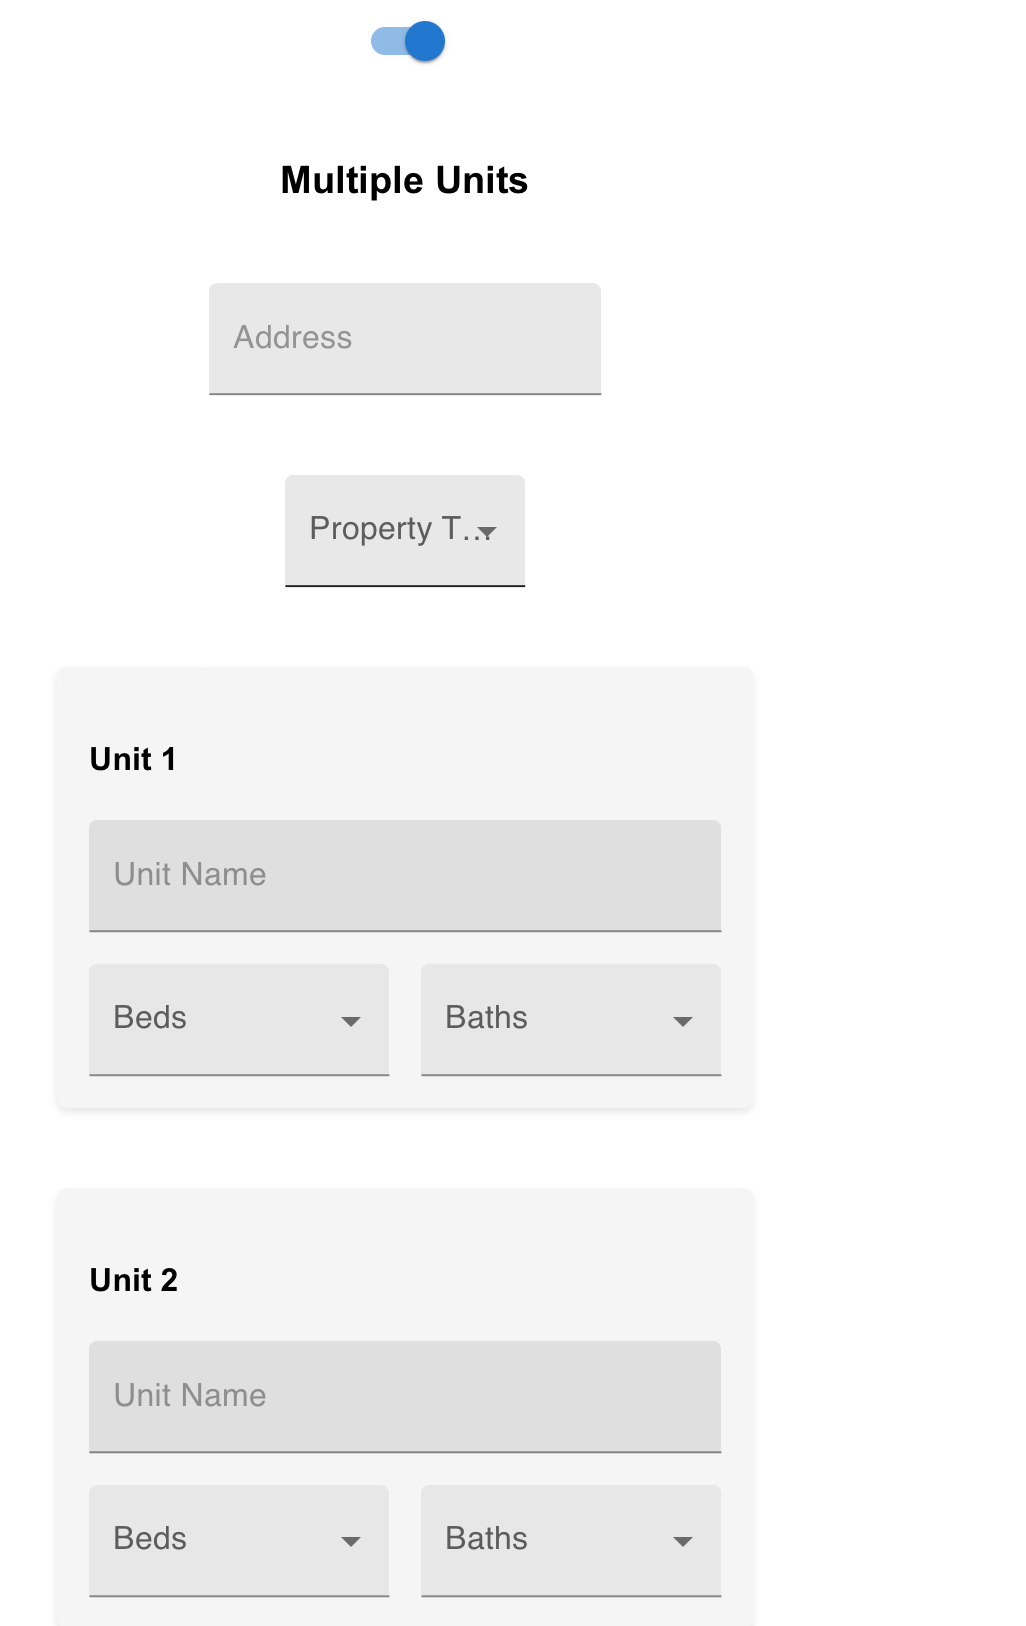 Multiple Units
Address
Property T...
Unit 1
Unit Name
Beds Baths
Unit 2
Unit Name
Beds Baths